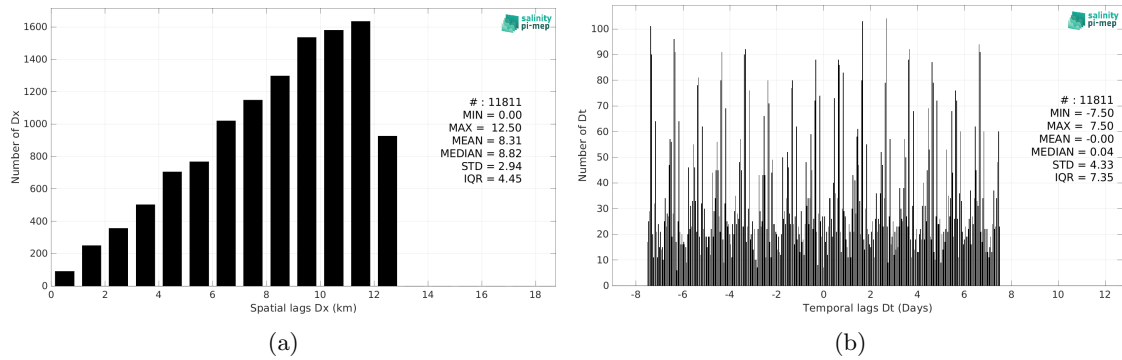 1600
1400
1200
1000
800
600
400
200
0
Number of Dx
salinity
pi-mep
# : 11811
MIN = 0.00
MAX = 12.50
MEAN = 8.31
MEDIAN = 8.82
STD = 2.94
IQR = 4.45
0 2 4 6 8 10 12 14 16 18
Spatial lags Dx (km)
(a)
100
90
80
70
60
50
40
30
20
10
0
Number of Dt
salinity
pi-mep
# : 11811
MIN = -7.50
MAX = 7.50
MEAN = -0.00
MEDIAN = 0.04
STD = 4.33
IQR = 7.35
-8 -6 -4 -2 0 2 4 6 8 10 12
Temporal lags Dt (Days)
(b)